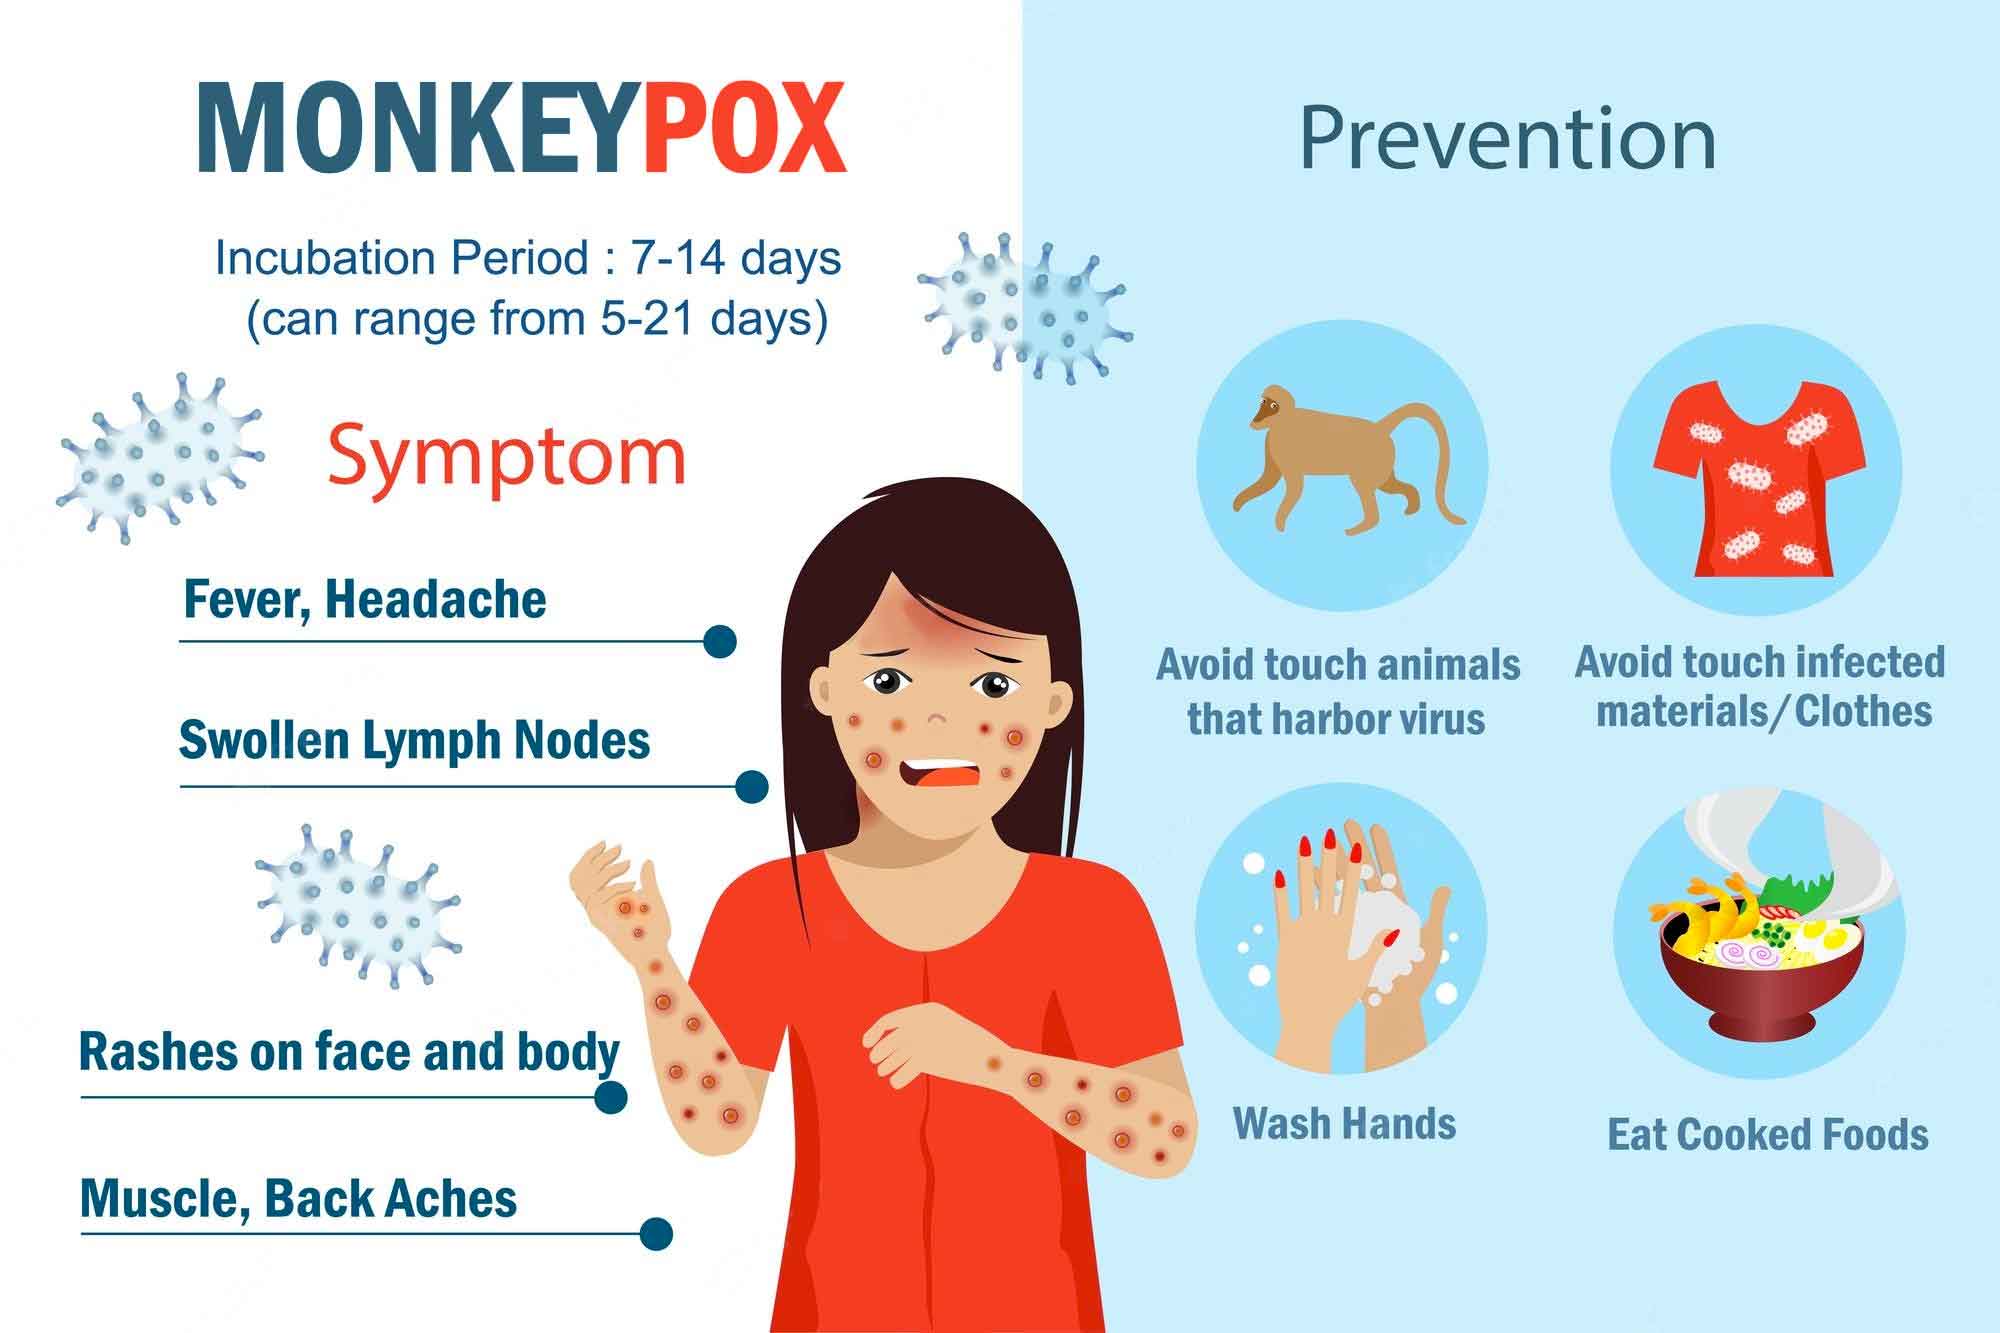 MONKEYPOX
Incubation Period : 7-14 days
(can range from 5-21 days)
Symptom
Fever, Headache
Swollen Lymph Nodes
Rashes on face and body
Muscle, Back Aches
Prevention
Avoid touch animals
that harbor virus
Avoid touch infected
materials/Clothes
Wash Hands
Eat Cooked Foods